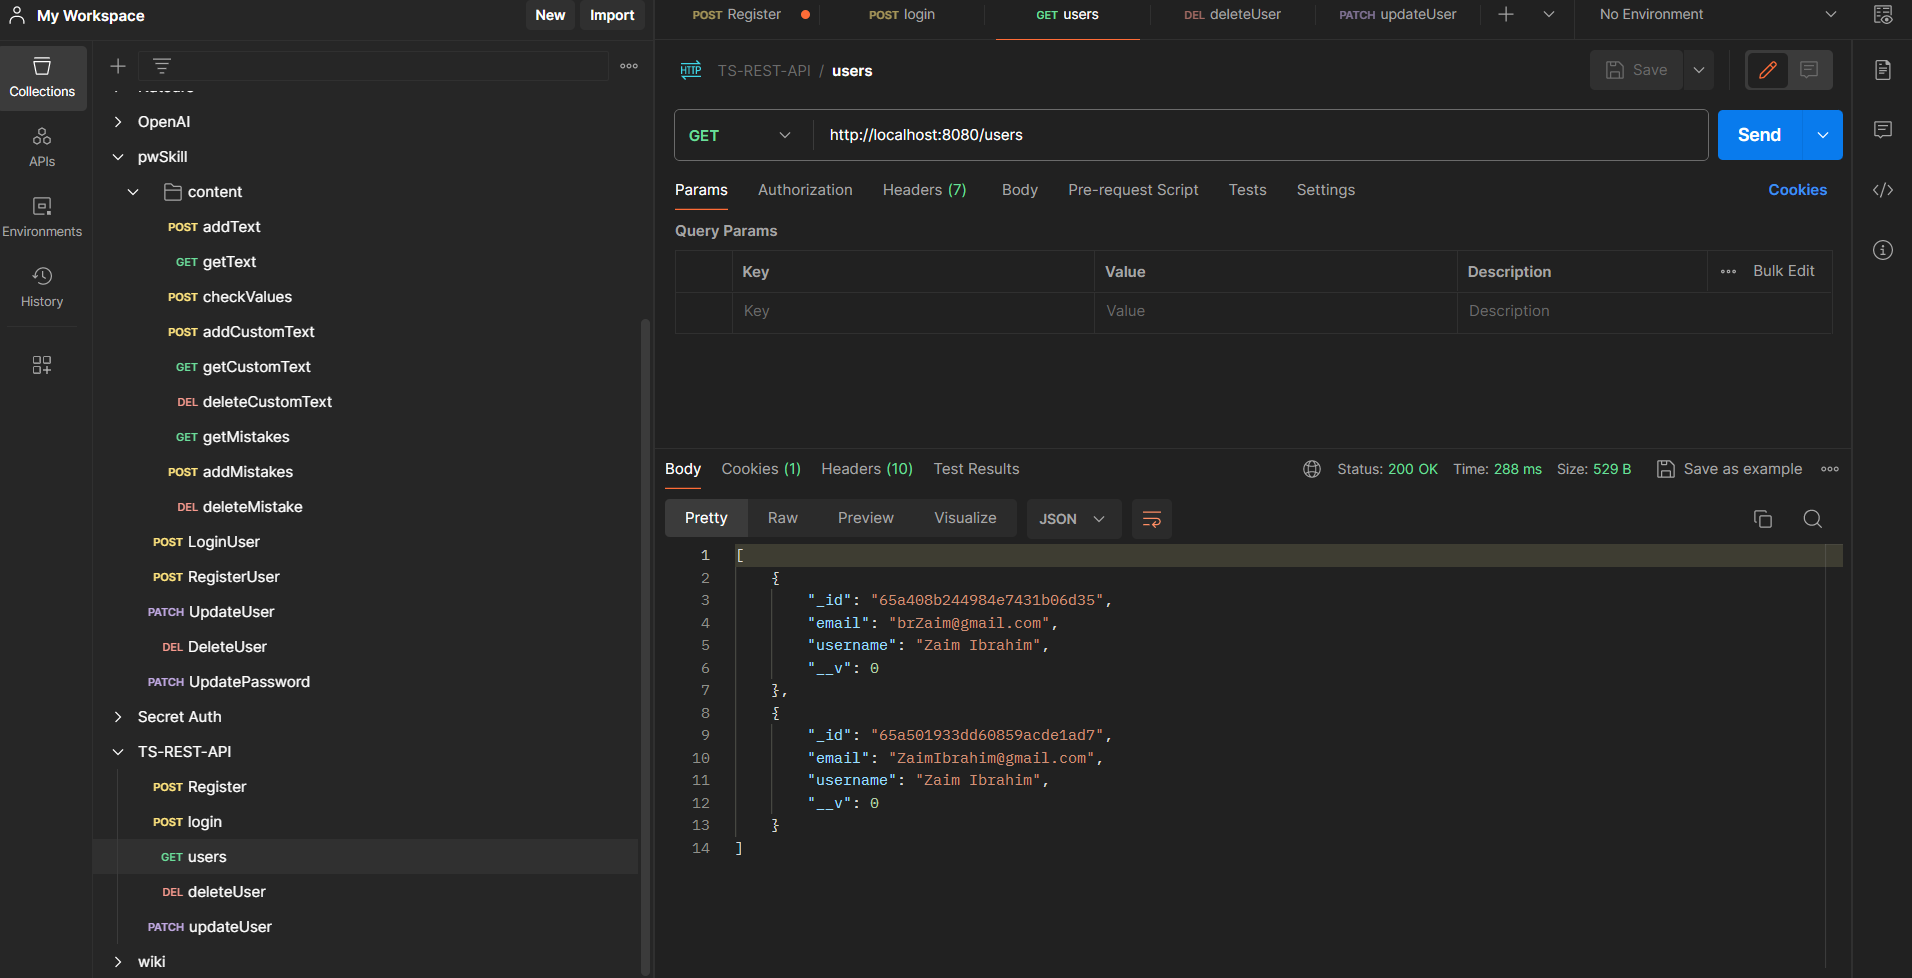 My Workspace
New
Import
Collections
APIs
Environments
History
OpenAI
pwSkill
content
POST addText
GET getText
POST checkValues
POST addCustomText
GET getCustomText
DEL deleteCustomText
GET getMistakes
POST addMistakes
DEL deleteMistake
POST LoginUser
POST RegisterUser
PATCH UpdateUser
DEL DeleteUser
PATCH UpdatePassword
Secret Auth
TS-REST-API
POST Register
POST login
GET users
DEL deleteUser
PATCH updateUser
wiki
POST Register
POST login
GET users
DEL deleteUser
PATCH updateUser
No Environment
HTTP TS-REST-API / users
Save
GET http://localhost:8080/users
Send
Params Authorization Headers (7) Body Pre-request Script Tests Settings Cookies
Query Params
Key Value Description Bulk Edit
Key Value Description
Body Cookies (1) Headers (10) Test Results Status: 200 OK Time: 288 ms Size: 529 B Save as example
Pretty Raw Preview Visualize JSON
1 [
2 {
3 "_id": "65a408b244984e7431b06d35",
4 "email": "brZaim@gmail.com",
5 "username": "Zaim Ibrahim",
6 "__v": 0
7 },
8 {
9 "_id": "65a501933dd60859acde1ad7",
10 "email": "ZaimIbrahim@gmail.com",
11 "username": "Zaim Ibrahim",
12 "__v": 0
13 }
14 ]